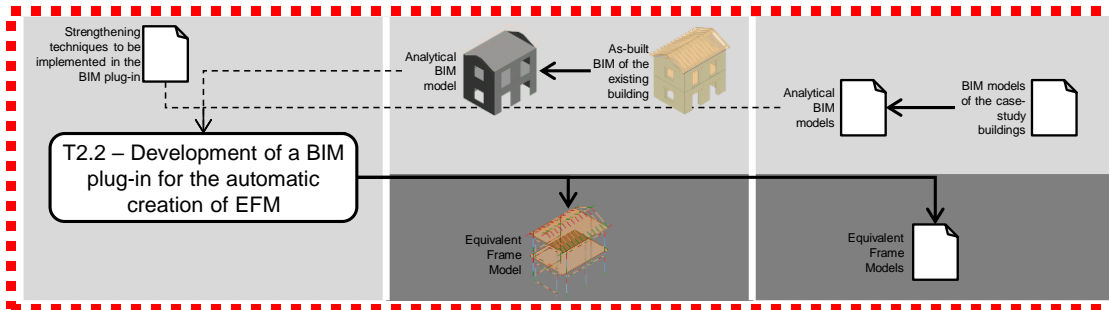 Strengthening
techniques to be
implemented in the
BIM plug-in
T2.2 – Development of a BIM
plug-in for the automatic
creation of EFM
Analytical
BIM
model
As-built
BIM of the
existing
building
Equivalent
Frame
Model
Analytical
BIM
models
BIM models
of the case-
study
buildings
Equivalent
Frame
Models